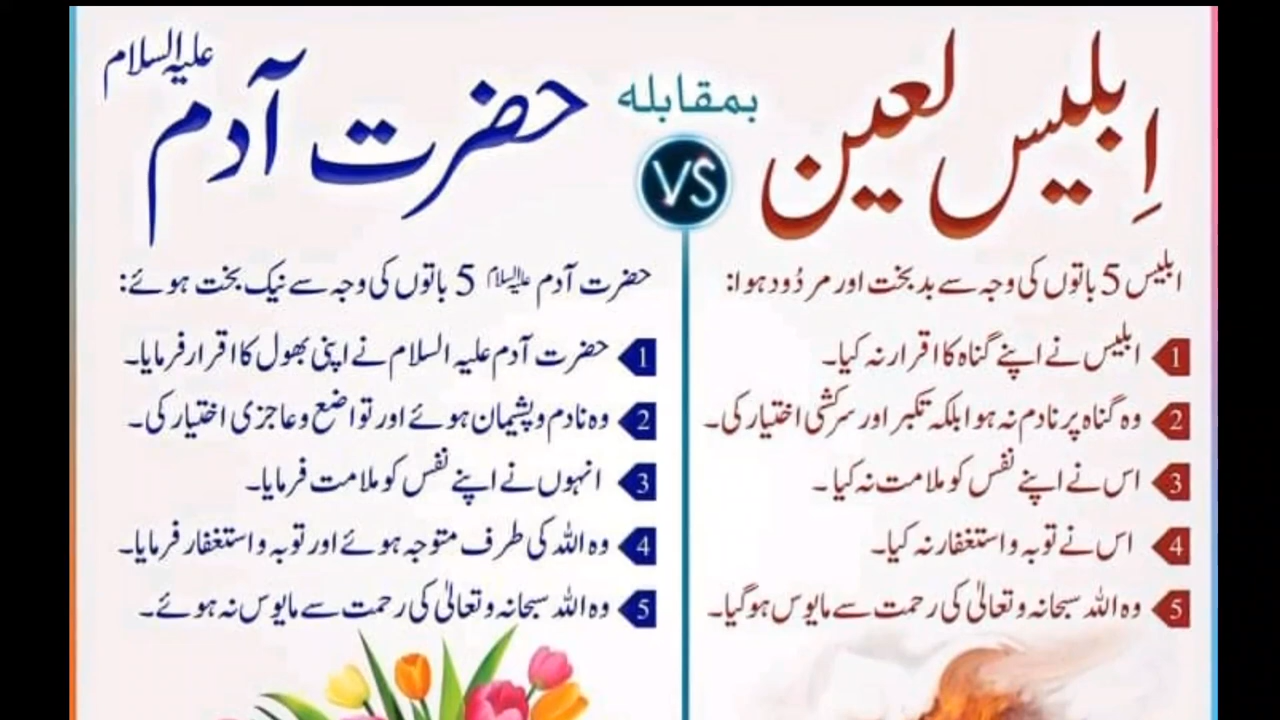 اِبلیس لعین
بمقابلہ
VS
حضرت آدم علیہ السلام
ابلیس 5 باتوں کی وجہ سے بدبخت اور مردُود ہوا:
1 ابلیس نے اپنے گناہ کا اقرار نہ کیا۔
2 وہ گناہ پر نادم نہ ہوا بلکہ تکبر اور سرکشی اختیار کی۔
3 اس نے اپنے نفس کو ملامت نہ کیا ۔
4 اس نے توبہ و استغفار نہ کیا۔
5 وہ اللہ سبحانہ و تعالیٰ کی رحمت سے مایوس ہو گیا۔
حضرت آدم علیہ السلام 5 باتوں کی وجہ سے نیک بخت ہوئے:
1 حضرت آدم علیہ السلام نے اپنی بھول کا اقرار فرمایا۔
2 وہ نادم و پشیمان ہوئے اور تواضع و عاجزی اختیار کی۔
3 انہوں نے اپنے نفس کو ملامت فرمایا۔
4 وہ اللہ کی طرف متوجہ ہوئے اور توبہ و استغفار فرمایا۔
5 وہ اللہ سبحانہ و تعالیٰ کی رحمت سے مایوس نہ ہوئے۔